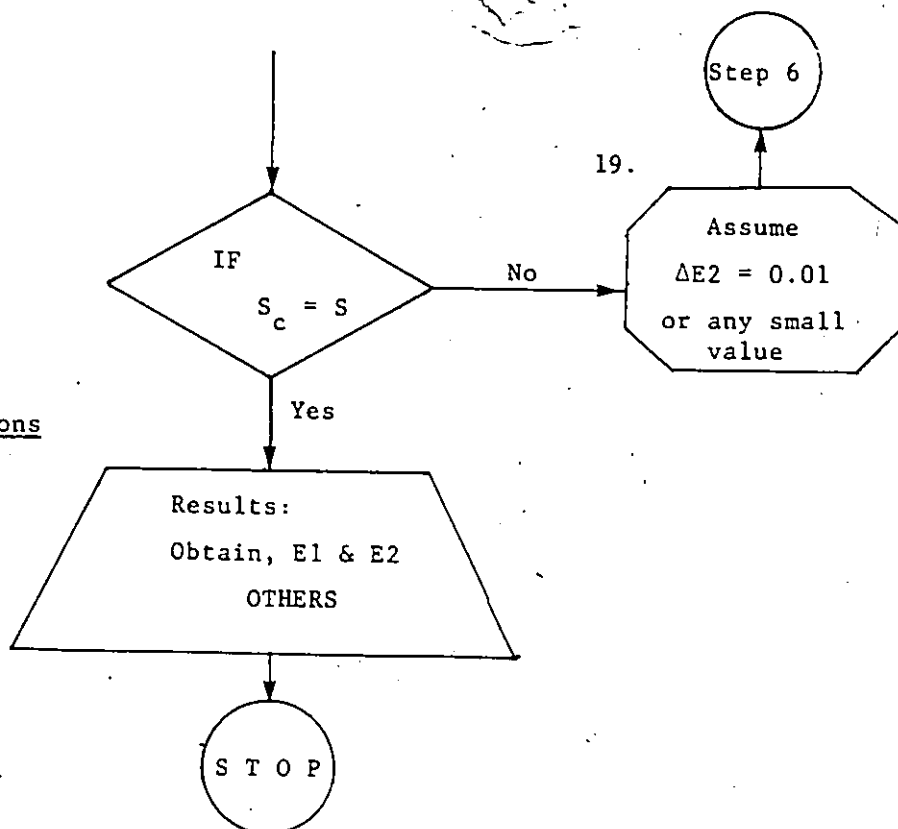 Step 6
19.
Assume
ΔE2 = 0.01
or any small
value
IF
S_c = S
No
Yes
ons
Results:
Obtain, E1 & E2
OTHERS
S T O P